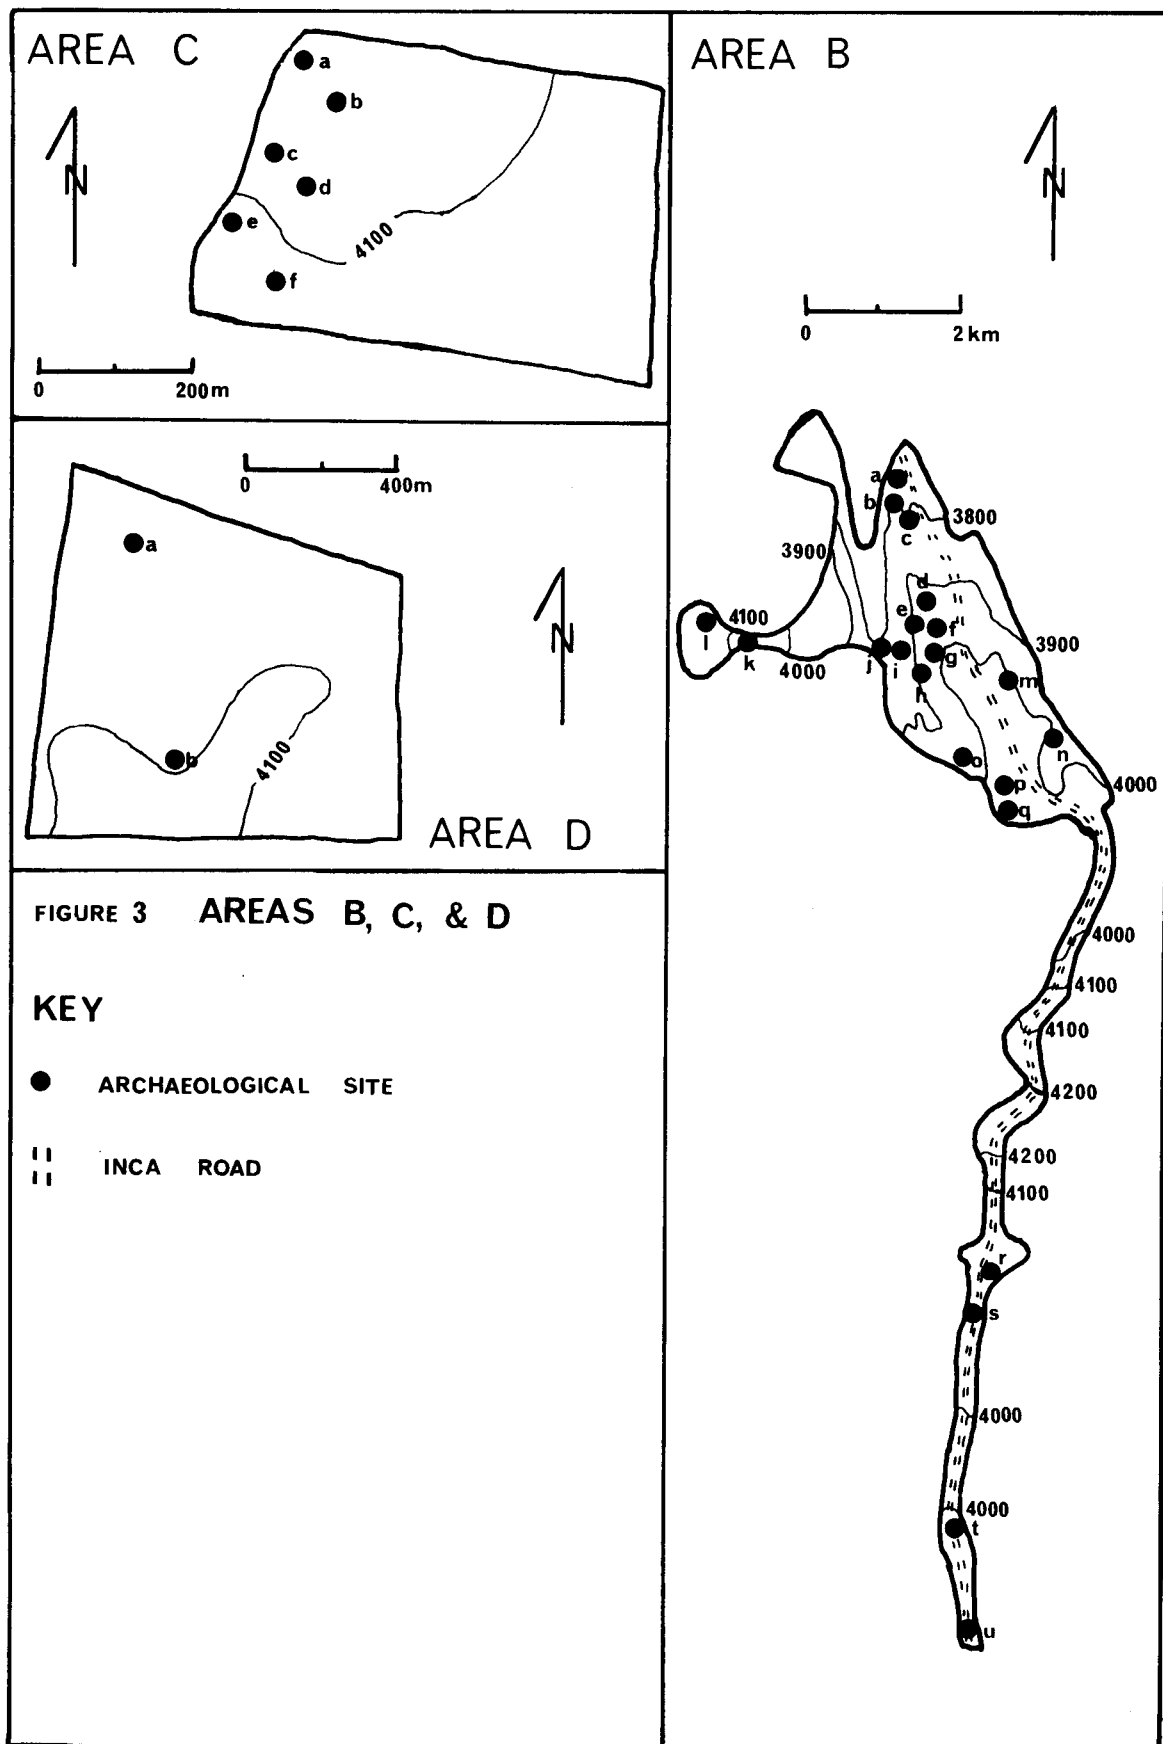 AREA C
a
b
c
d
e
4100
f
N
0 200m
0 400m
a
N
b
4100
AREA D
FIGURE 3 AREAS B, C, & D
KEY
ARCHAEOLOGICAL SITE
INCA ROAD
AREA B
N
0 2km
a
b
3800
c
3900
d
e
f
4100
l
k
4000
j
i
g
3900
h
m
n
o
4000
p
q
4000
4100
4100
4200
4200
4100
r
s
4000
4000
t
u